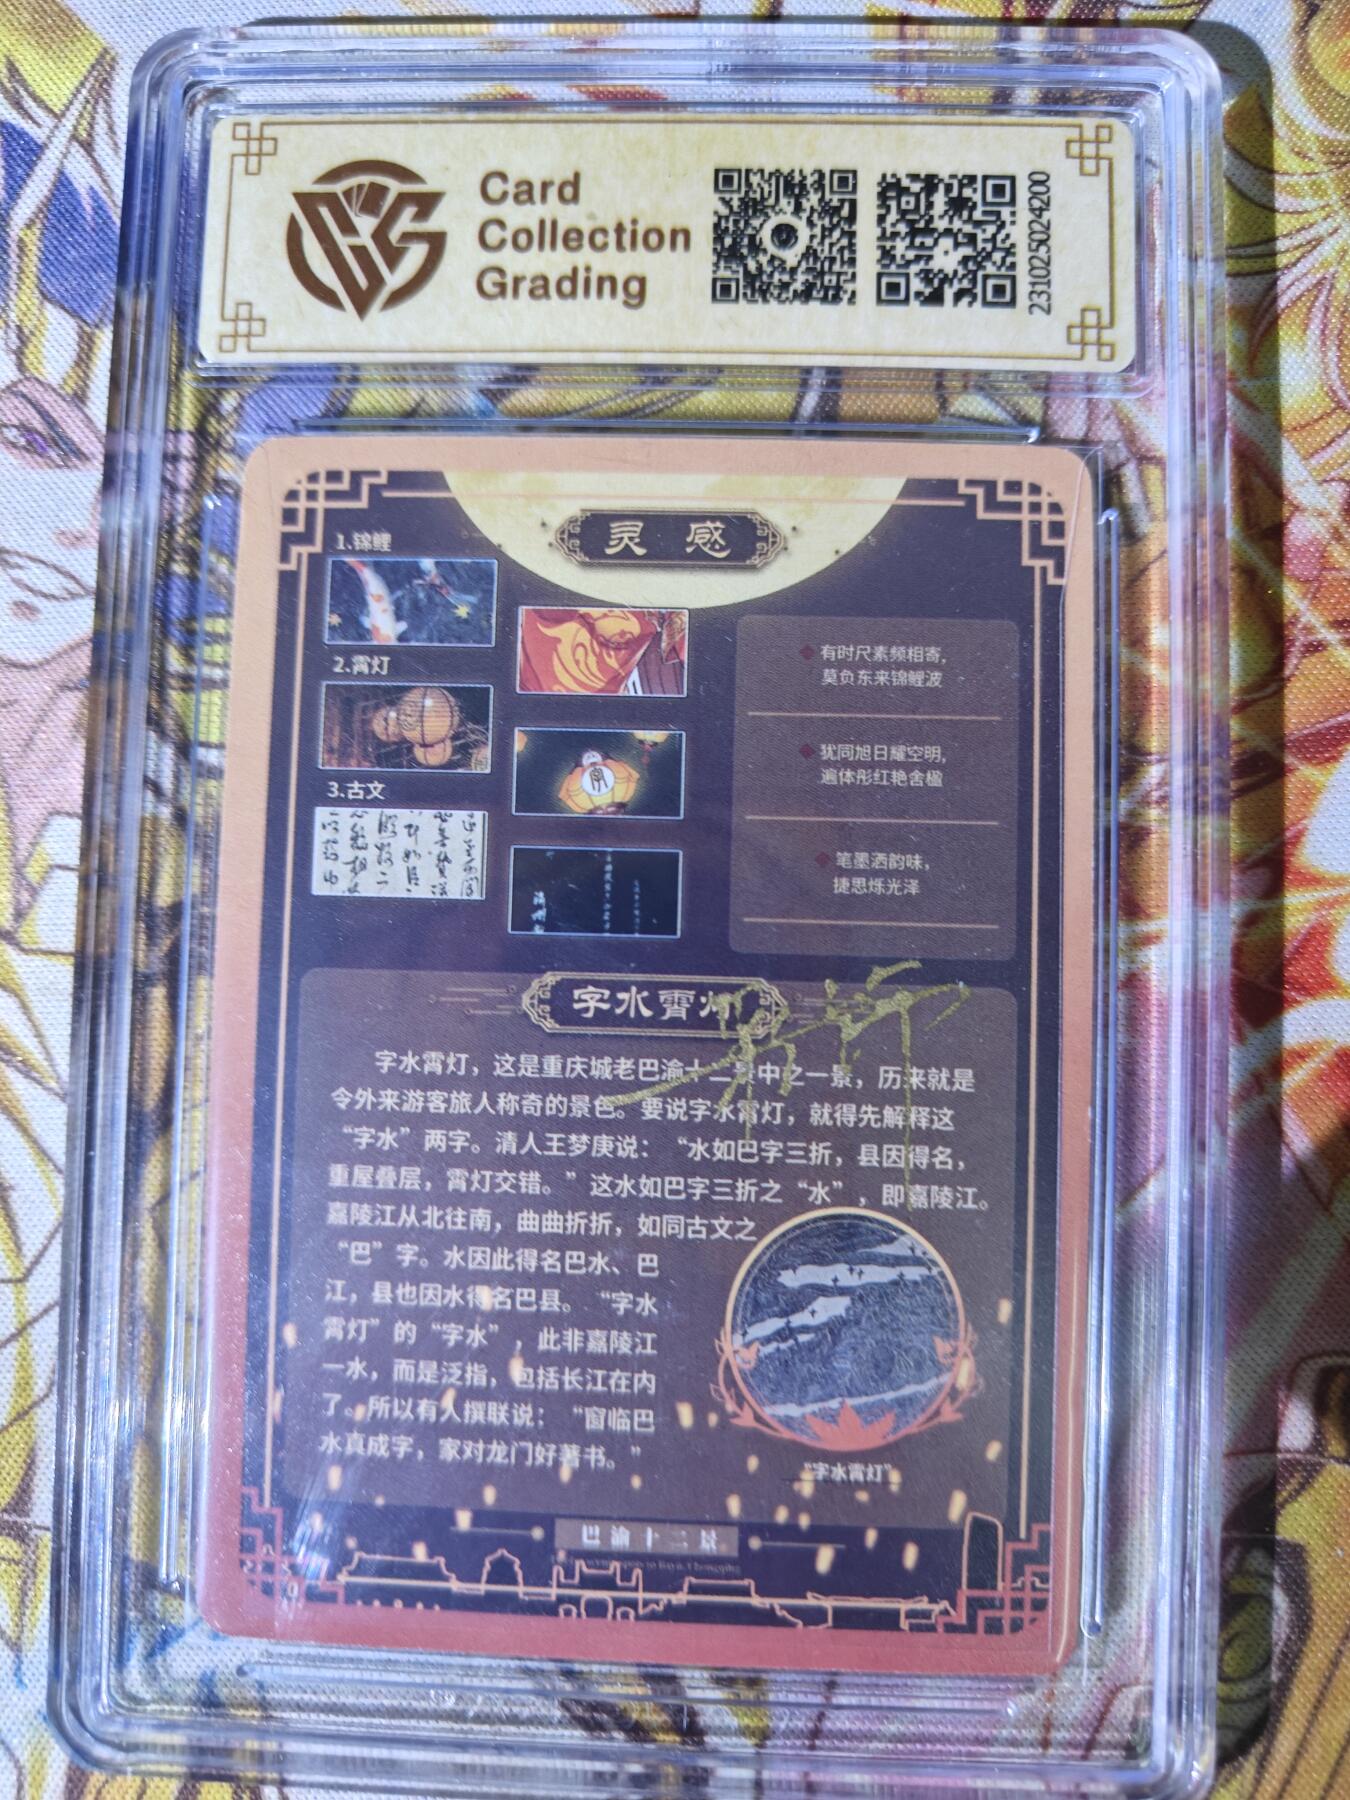 Card
Collection
Grading
231025024200
灵 感
1.锦鲤
2.霄灯
3.古文
有时尺素频相寄，
莫负东来锦鲤波
犹同旭日耀空明，
遍体彤红艳舍楹
笔墨洒韵味，
捷思烁光泽
字水霄灯
字水霄灯，这是重庆城老巴渝十二景中之一景，历来就是
令外来游客旅人称奇的景色。要说字水霄灯，就得先解释这
“字水”两字。清人王梦庚说：“水如巴字三折，县因得名，
重屋叠层，霄灯交错。”这水如巴字三折之“水”，即嘉陵江。
嘉陵江从北往南，曲曲折折，如同古文之
“巴”字。水因此得名巴水、巴
江，县也因水得名巴县。“字水
霄灯”的“字水”，此非嘉陵江
一水，而是泛指，包括长江在内
了。所以有人撰联说：“窗临巴
水真成字，家对龙门好著书。”
“字水霄灯”
巴渝十二景